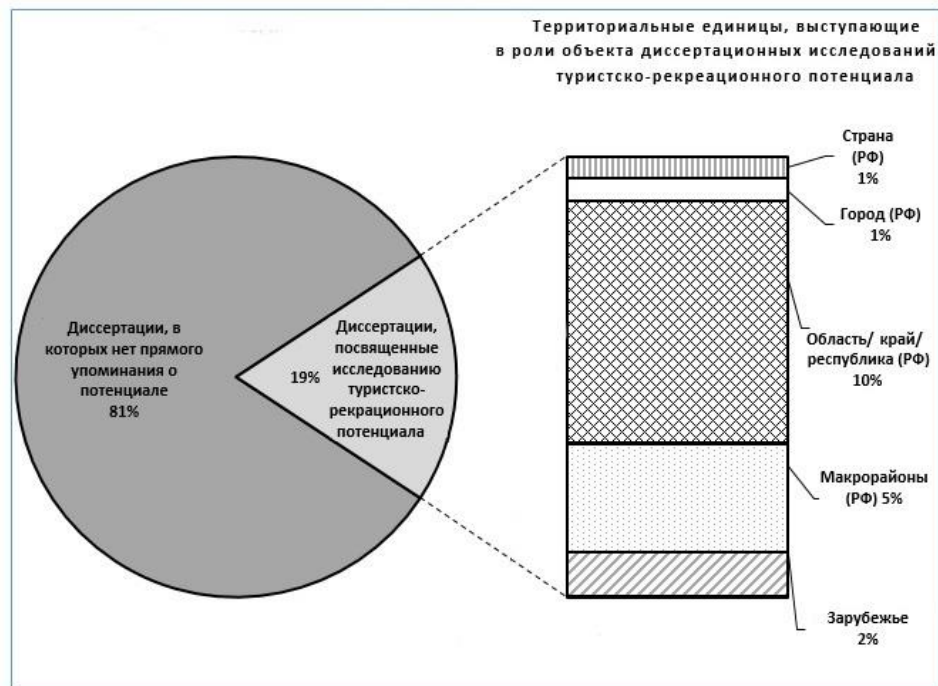 Территориальные единицы, выступающие
в роли объекта диссертационных исследований
туристско-рекреационного потенциала
Диссертации, в
которых нет прямого
упоминания о
потенциале
81%
19%
Диссертации,
посвященные
исследованию
туристско-
рекрационного
потенциала
Страна
(РФ)
1%
Город (РФ)
1%
Область/ край/
республика (РФ)
10%
Макрорайоны
(РФ) 5%
Зарубежье
2%